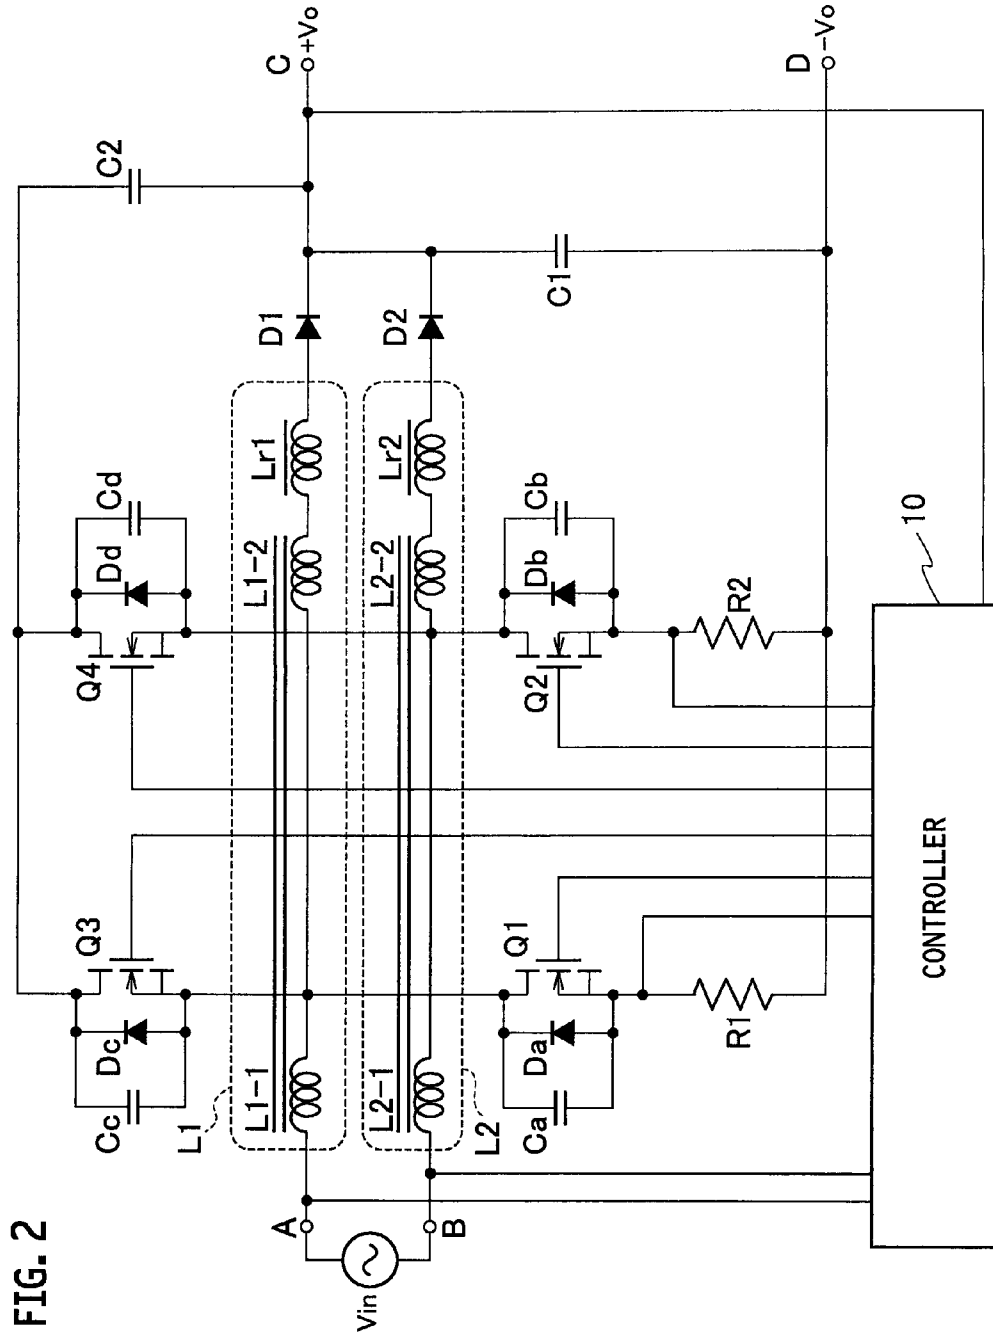 FIG. 2
C2
C
+Vo
Cd
Dd
Q4
Q3
Dc
Cc
D1
Lr1
L1-2
L1-1
L1
A
Vin
B
D2
Lr2
L2-2
L2-1
L2
C1
Cb
Db
Q2
Q1
Da
Ca
R2
R1
D
-Vo
10
CONTROLLER